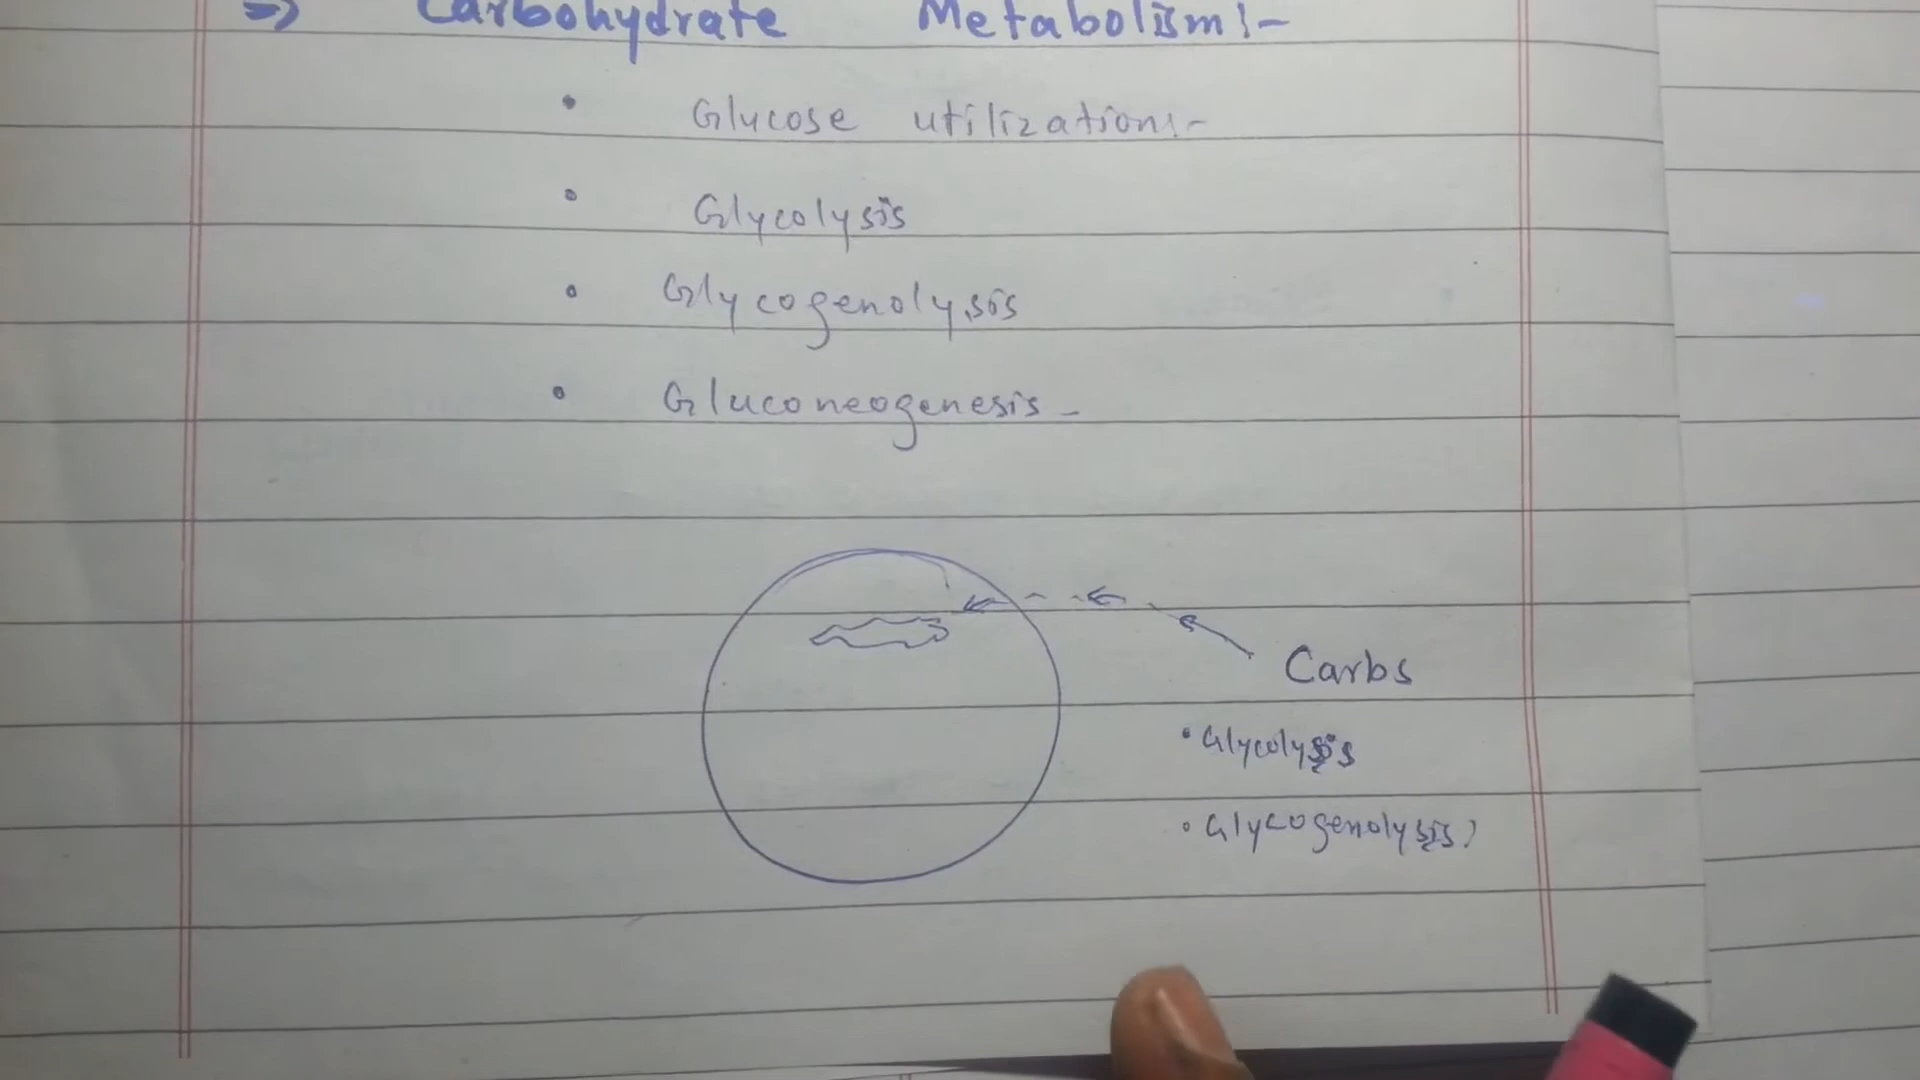 ⇒ Carbohydrate Metabolism:-
• Glucose utilization:-
• Glycolysis
• Glycogenolysis
• Gluconeogenesis -
Carbs
• Glycolysis
• Glycogenolysis)